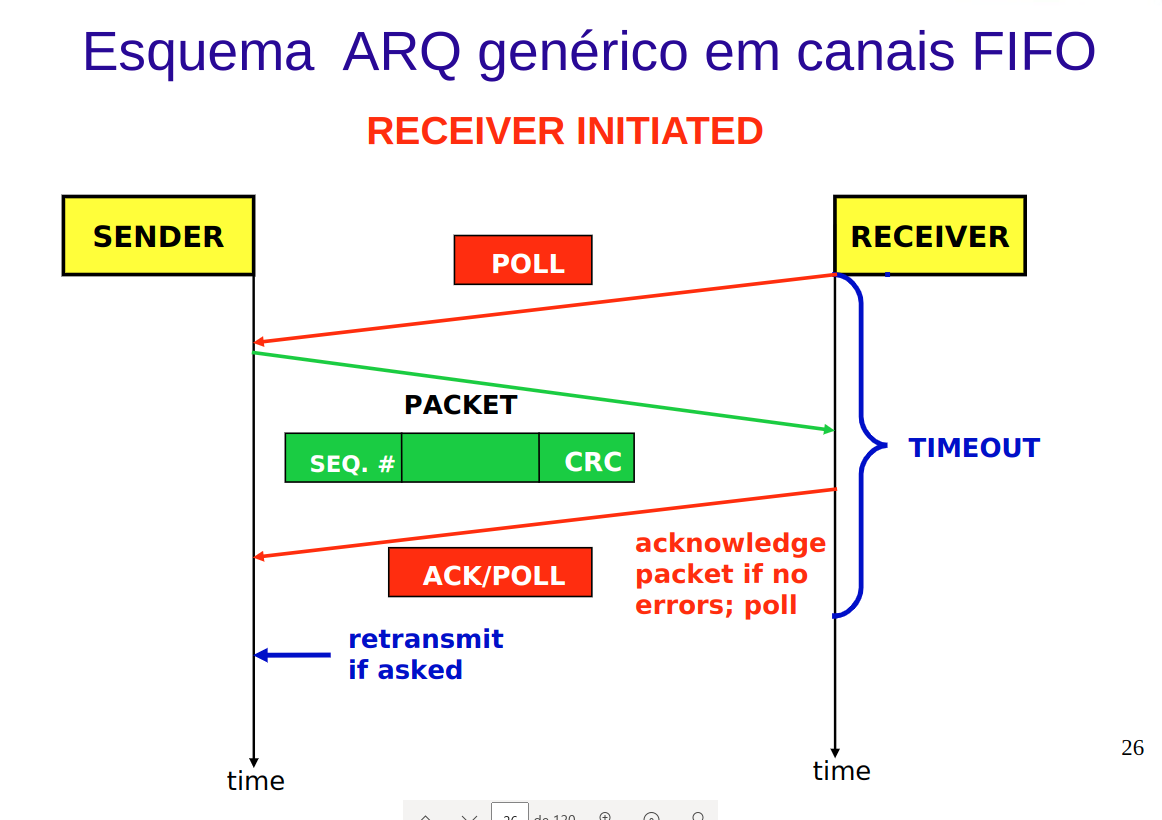 Esquema ARQ genérico em canais FIFO
RECEIVER INITIATED
SENDER
RECEIVER
POLL
PACKET
SEQ. #
CRC
TIMEOUT
acknowledge
packet if no
errors; poll
ACK/POLL
retransmit
if asked
time
time
26
26 de 120